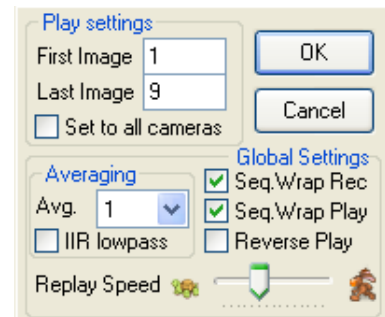 Play settings
First Image 1
OK
Last Image 9
Set to all cameras
Cancel
Global Settings
Averaging
Seq.Wrap Rec
Avg. 1
Seq.Wrap Play
IIR lowpass
Reverse Play
Replay Speed